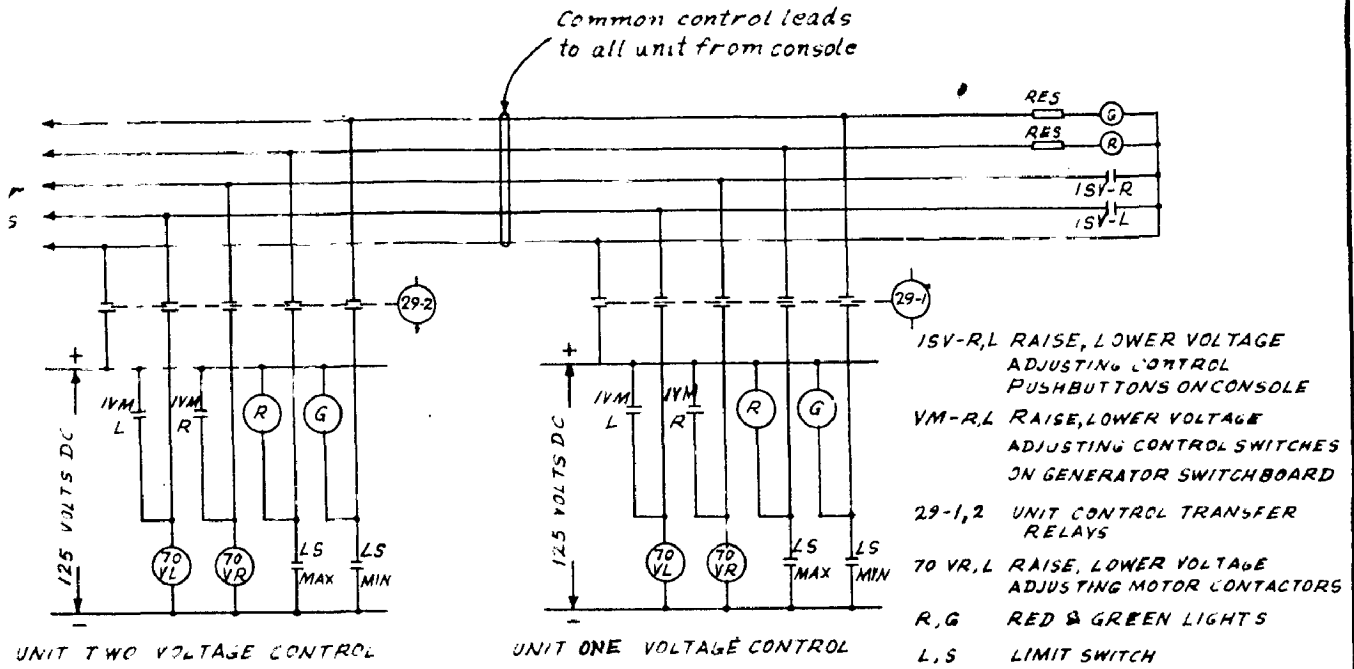 Common control leads
to all unit from console
RES
G
RES
R
r
s
1SV-R
1SV-L
29-2
29-1
+
+
1VM
L
1VM
R
R
G
1VM
L
1VM
R
R
G
125 VOLTS DC
125 VOLTS DC
70
VL
70
VR
LS
MAX
LS
MIN
70
VL
70
VR
LS
MAX
LS
MIN
-
-
UNIT TWO VOLTAGE CONTROL
UNIT ONE VOLTAGE CONTROL
1SV-R,L RAISE, LOWER VOLTAGE
ADJUSTING CONTROL
PUSHBUTTONS ON CONSOLE
VM-R,L RAISE, LOWER VOLTAGE
ADJUSTING CONTROL SWITCHES
ON GENERATOR SWITCHBOARD
29-1,2 UNIT CONTROL TRANSFER
RELAYS
70 VR,L RAISE, LOWER VOLTAGE
ADJUSTING MOTOR CONTACTORS
R,G RED & GREEN LIGHTS
L,S LIMIT SWITCH